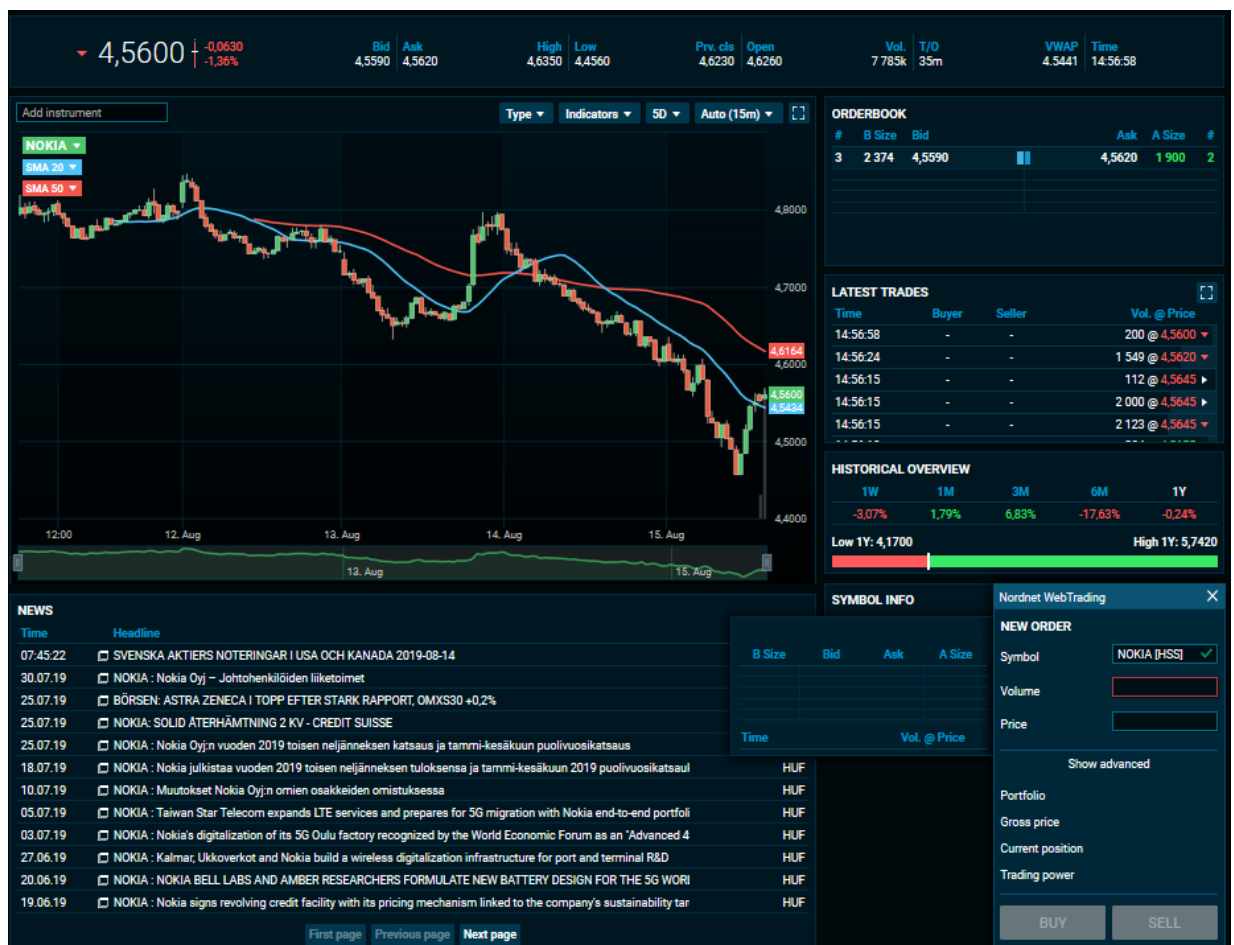 4,5600 -0,0630
-1,36%
Bid Ask High Low Prv. cls Open Vol. T/O VWAP Time
4,5590 4,5620 4,6350 4,4560 4,6230 4,6260 7 785k 35m 4.5441 14:56:58
Add instrument Type Indicators 5D Auto (15m)
NOKIA
SMA 20
SMA 50
4,8000
4,7000
4,6164
4,6000
4,5600
4,5434
4,5000
4,4000
12:00 12. Aug 13. Aug 14. Aug 15. Aug
13. Aug 15. Aug
ORDERBOOK
# B Size Bid Ask A Size #
3 2 374 4,5590 4,5620 1 900 2
LATEST TRADES
Time Buyer Seller Vol. @ Price
14:56:58 - - 200 @ 4,5600
14:56:24 - - 1 549 @ 4,5620
14:56:15 - - 112 @ 4,5645
14:56:15 - - 2 000 @ 4,5645
14:56:15 - - 2 123 @ 4,5645
HISTORICAL OVERVIEW
1W 1M 3M 6M 1Y
-3,07% 1,79% 6,83% -17,63% -0,24%
Low 1Y: 4,1700 High 1Y: 5,7420
NEWS
Time Headline
07:45:22 SVENSKA AKTIERS NOTERINGAR I USA OCH KANADA 2019-08-14
30.07.19 NOKIA : Nokia Oyj – Johtohenkilöiden liiketoimet
25.07.19 BÖRSEN: ASTRA ZENECA I TOPP EFTER STARK RAPPORT, OMXS30 +0,2%
25.07.19 NOKIA: SOLID ÅTERHÄMTNING 2 KV - CREDIT SUISSE
25.07.19 NOKIA : Nokia Oyj:n vuoden 2019 toisen neljänneksen katsaus ja tammi-kesäkuun puolivuosikatsaus
18.07.19 NOKIA : Nokia julkistaa vuoden 2019 toisen neljänneksen tuloksensa ja tammi-kesäkuun 2019 puolivuosikatsaul HUF
10.07.19 NOKIA : Muutokset Nokia Oyj:n omien osakkeiden omistuksessa HUF
05.07.19 NOKIA : Taiwan Star Telecom expands LTE services and prepares for 5G migration with Nokia end-to-end portfoli HUF
03.07.19 NOKIA : Nokia's digitalization of its 5G Oulu factory recognized by the World Economic Forum as an "Advanced 4 HUF
27.06.19 NOKIA : Kalmar, Ukkoverkot and Nokia build a wireless digitalization infrastructure for port and terminal R&D HUF
20.06.19 NOKIA : NOKIA BELL LABS AND AMBER RESEARCHERS FORMULATE NEW BATTERY DESIGN FOR THE 5G WORI HUF
19.06.19 NOKIA : Nokia signs revolving credit facility with its pricing mechanism linked to the company's sustainability tar HUF
First page Previous page Next page
SYMBOL INFO
B Size Bid Ask A Size
Time Vol. @ Price
Nordnet WebTrading
NEW ORDER
Symbol NOKIA [HSS]
Volume
Price
Show advanced
Portfolio
Gross price
Current position
Trading power
BUY SELL